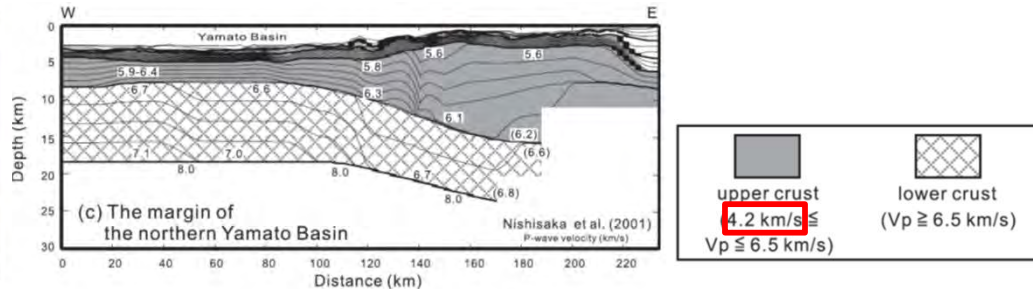 W E
Yamato Basin
5.6 5.6
5.8
5.9-6.4
6.7 6.6 6.3
6.1
(6.2)
(6.6)
7.1 7.0 6.7
8.0 8.0 (6.8)
8.0
0
5
10
15
20
25
30
Depth (km)
(c) The margin of
the northern Yamato Basin
Nishisaka et al. (2001)
P-wave velocity (km/s)
0 20 40 60 80 100 120 140 160 180 200 220
Distance (km)
upper crust
(4.2 km/s≦
Vp≦6.5 km/s)
lower crust
(Vp≧6.5 km/s)